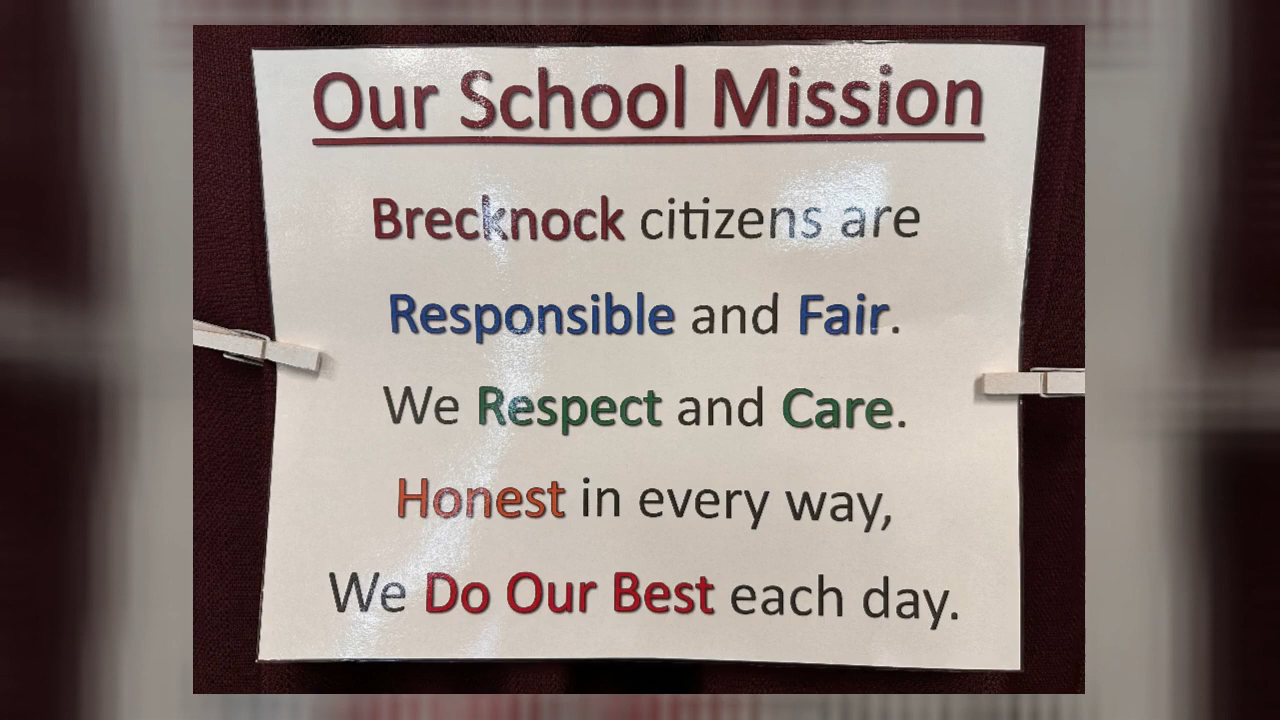 Our School Mission
Brecknock citizens are
Responsible and Fair.
We Respect and Care.
Honest in every way,
We Do Our Best each day.